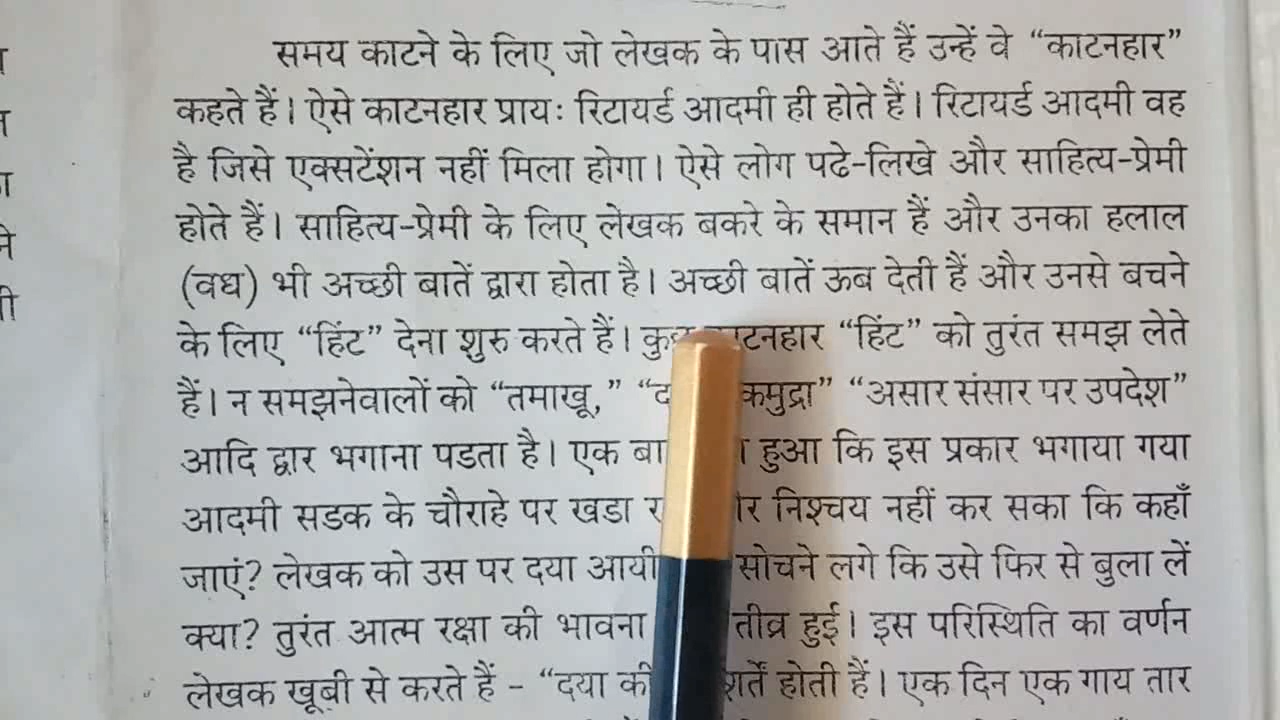 समय काटने के लिए जो लेखक के पास आते हैं उन्हें वे “काटनहार”
कहते हैं। ऐसे काटनहार प्रायः रिटायर्ड आदमी ही होते हैं। रिटायर्ड आदमी वह
है जिसे एक्सटेंशन नहीं मिला होगा। ऐसे लोग पढे-लिखे और साहित्य-प्रेमी
होते हैं। साहित्य-प्रेमी के लिए लेखक बकरे के समान हैं और उनका हलाल
(वध) भी अच्छी बातें द्वारा होता है। अच्छी बातें ऊब देती हैं और उनसे बचने
के लिए “हिंट” देना शुरु करते हैं। “हिंट” को तुरंत समझ लेते
हैं। न समझनेवालों को “तमाखू,” “असार संसार पर उपदेश”
आदि द्वार भगाना पडता है। एक हुआ कि इस प्रकार भगाया गया
आदमी सडक के चौराहे पर खडा निश्चय नहीं कर सका कि कहाँ
जाएं? लेखक को उस पर दया आयी सोचने लगे कि उसे फिर से बुला लें
क्या? तुरंत आत्म रक्षा की भावना तीव्र हुई। इस परिस्थिति का वर्णन
लेखक खूबी से करते हैं - “दया की शर्तें होती हैं। एक दिन एक गाय तार